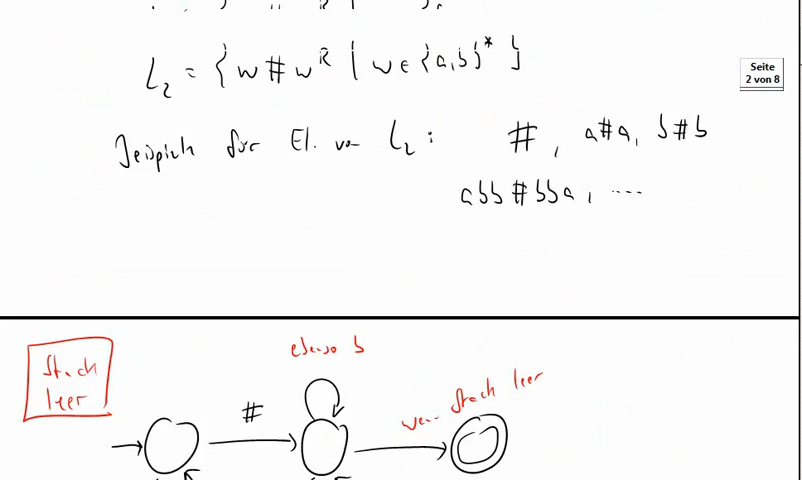 L₂ = { w # wᴿ | w ∈ {a,b}* }
Seite
2 von 8
Beispiele für El. von L₂ : # , a#a, b#b
abb#bba, ....
Stack
leer
ebenso b
#
wenn Stack leer